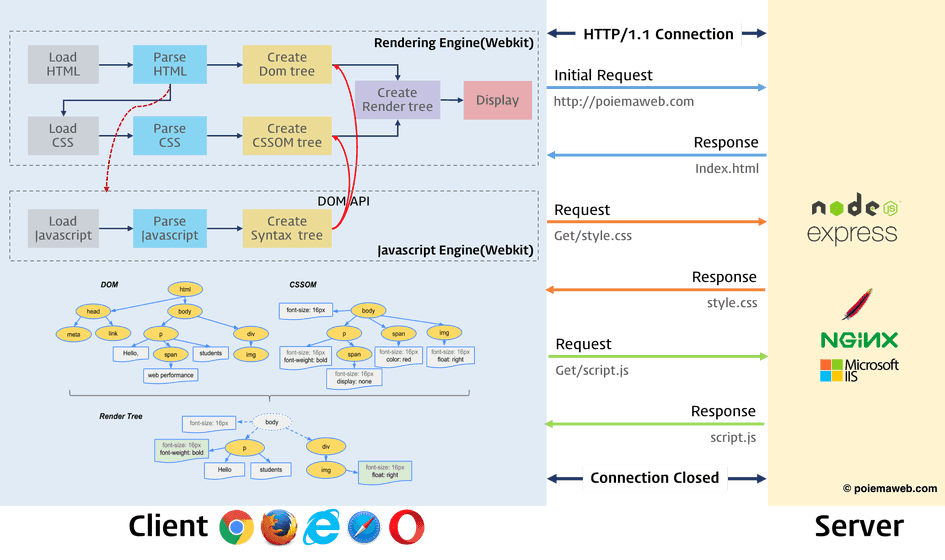 Rendering Engine(Webkit)
Load
HTML
Parse
HTML
Create
Dom tree
Create
Render tree
Display
Load
CSS
Parse
CSS
Create
CSSOM tree
DOM API
Load
Javascript
Parse
Javascript
Create
Syntax tree
Javascript Engine(Webkit)
DOM
html
head
body
meta
link
p
div
Hello,
span
students
img
web performance
CSSOM
font-size: 16px
body
p
span
img
font-size: 16px
font-weight: bold
span
font-size: 16px
color: red
font-size: 16px
float: right
font-size: 16px
display: none
Render Tree
font-size: 16px
body
font-size: 16px
font-weight: bold
p
div
Hello
students
img
font-size: 16px
float: right
HTTP/1.1 Connection
Initial Request
http://poiemaweb.com
Response
Index.html
Request
Get/style.css
Response
style.css
Request
Get/script.js
Response
script.js
Connection Closed
node
JS
express
NGINX
Microsoft
IIS
© poiemaweb.com
Client
Server